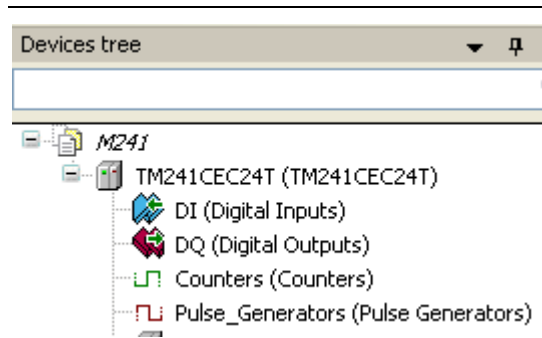 Devices tree
M241
TM241CEC24T (TM241CEC24T)
DI (Digital Inputs)
DQ (Digital Outputs)
Counters (Counters)
Pulse_Generators (Pulse Generators)